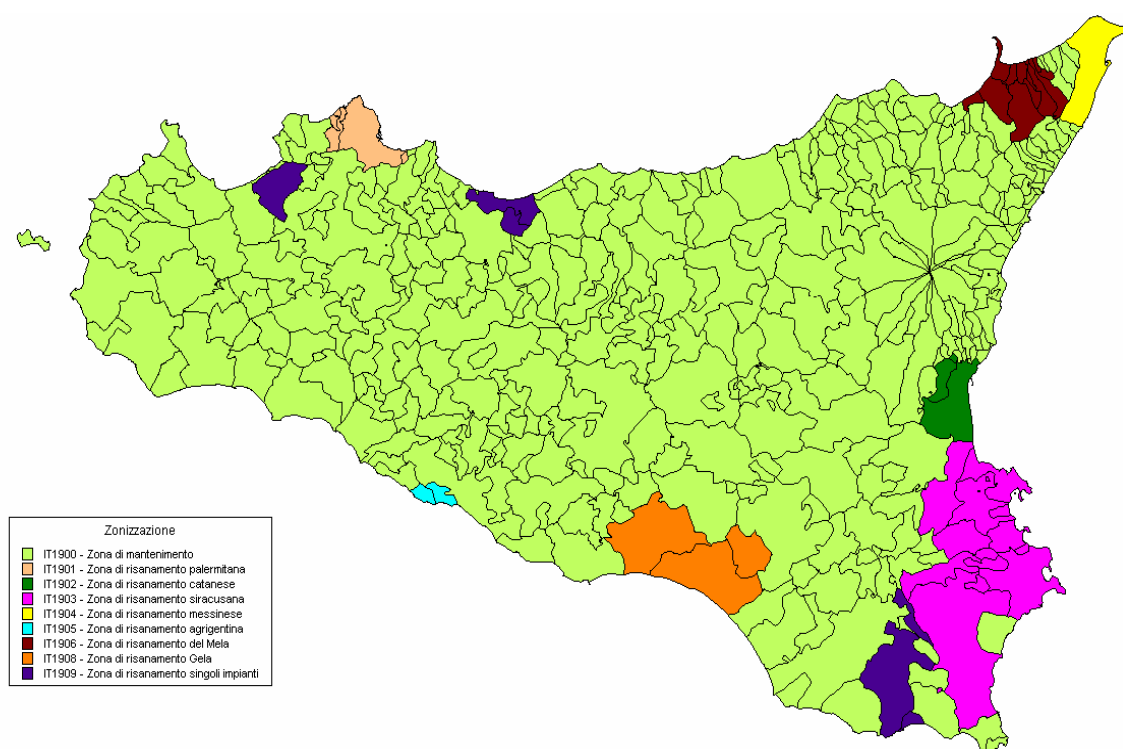 Zonizzazione
IT1900 - Zona di mantenimento
IT1901 - Zona di risanamento palermitana
IT1902 - Zona di risanamento catanese
IT1903 - Zona di risanamento siracusana
IT1904 - Zona di risanamento messinese
IT1905 - Zona di risanamento agrigentina
IT1906 - Zona di risanamento del Mela
IT1908 - Zona di risanamento Gela
IT1909 - Zona di risanamento singoli impianti